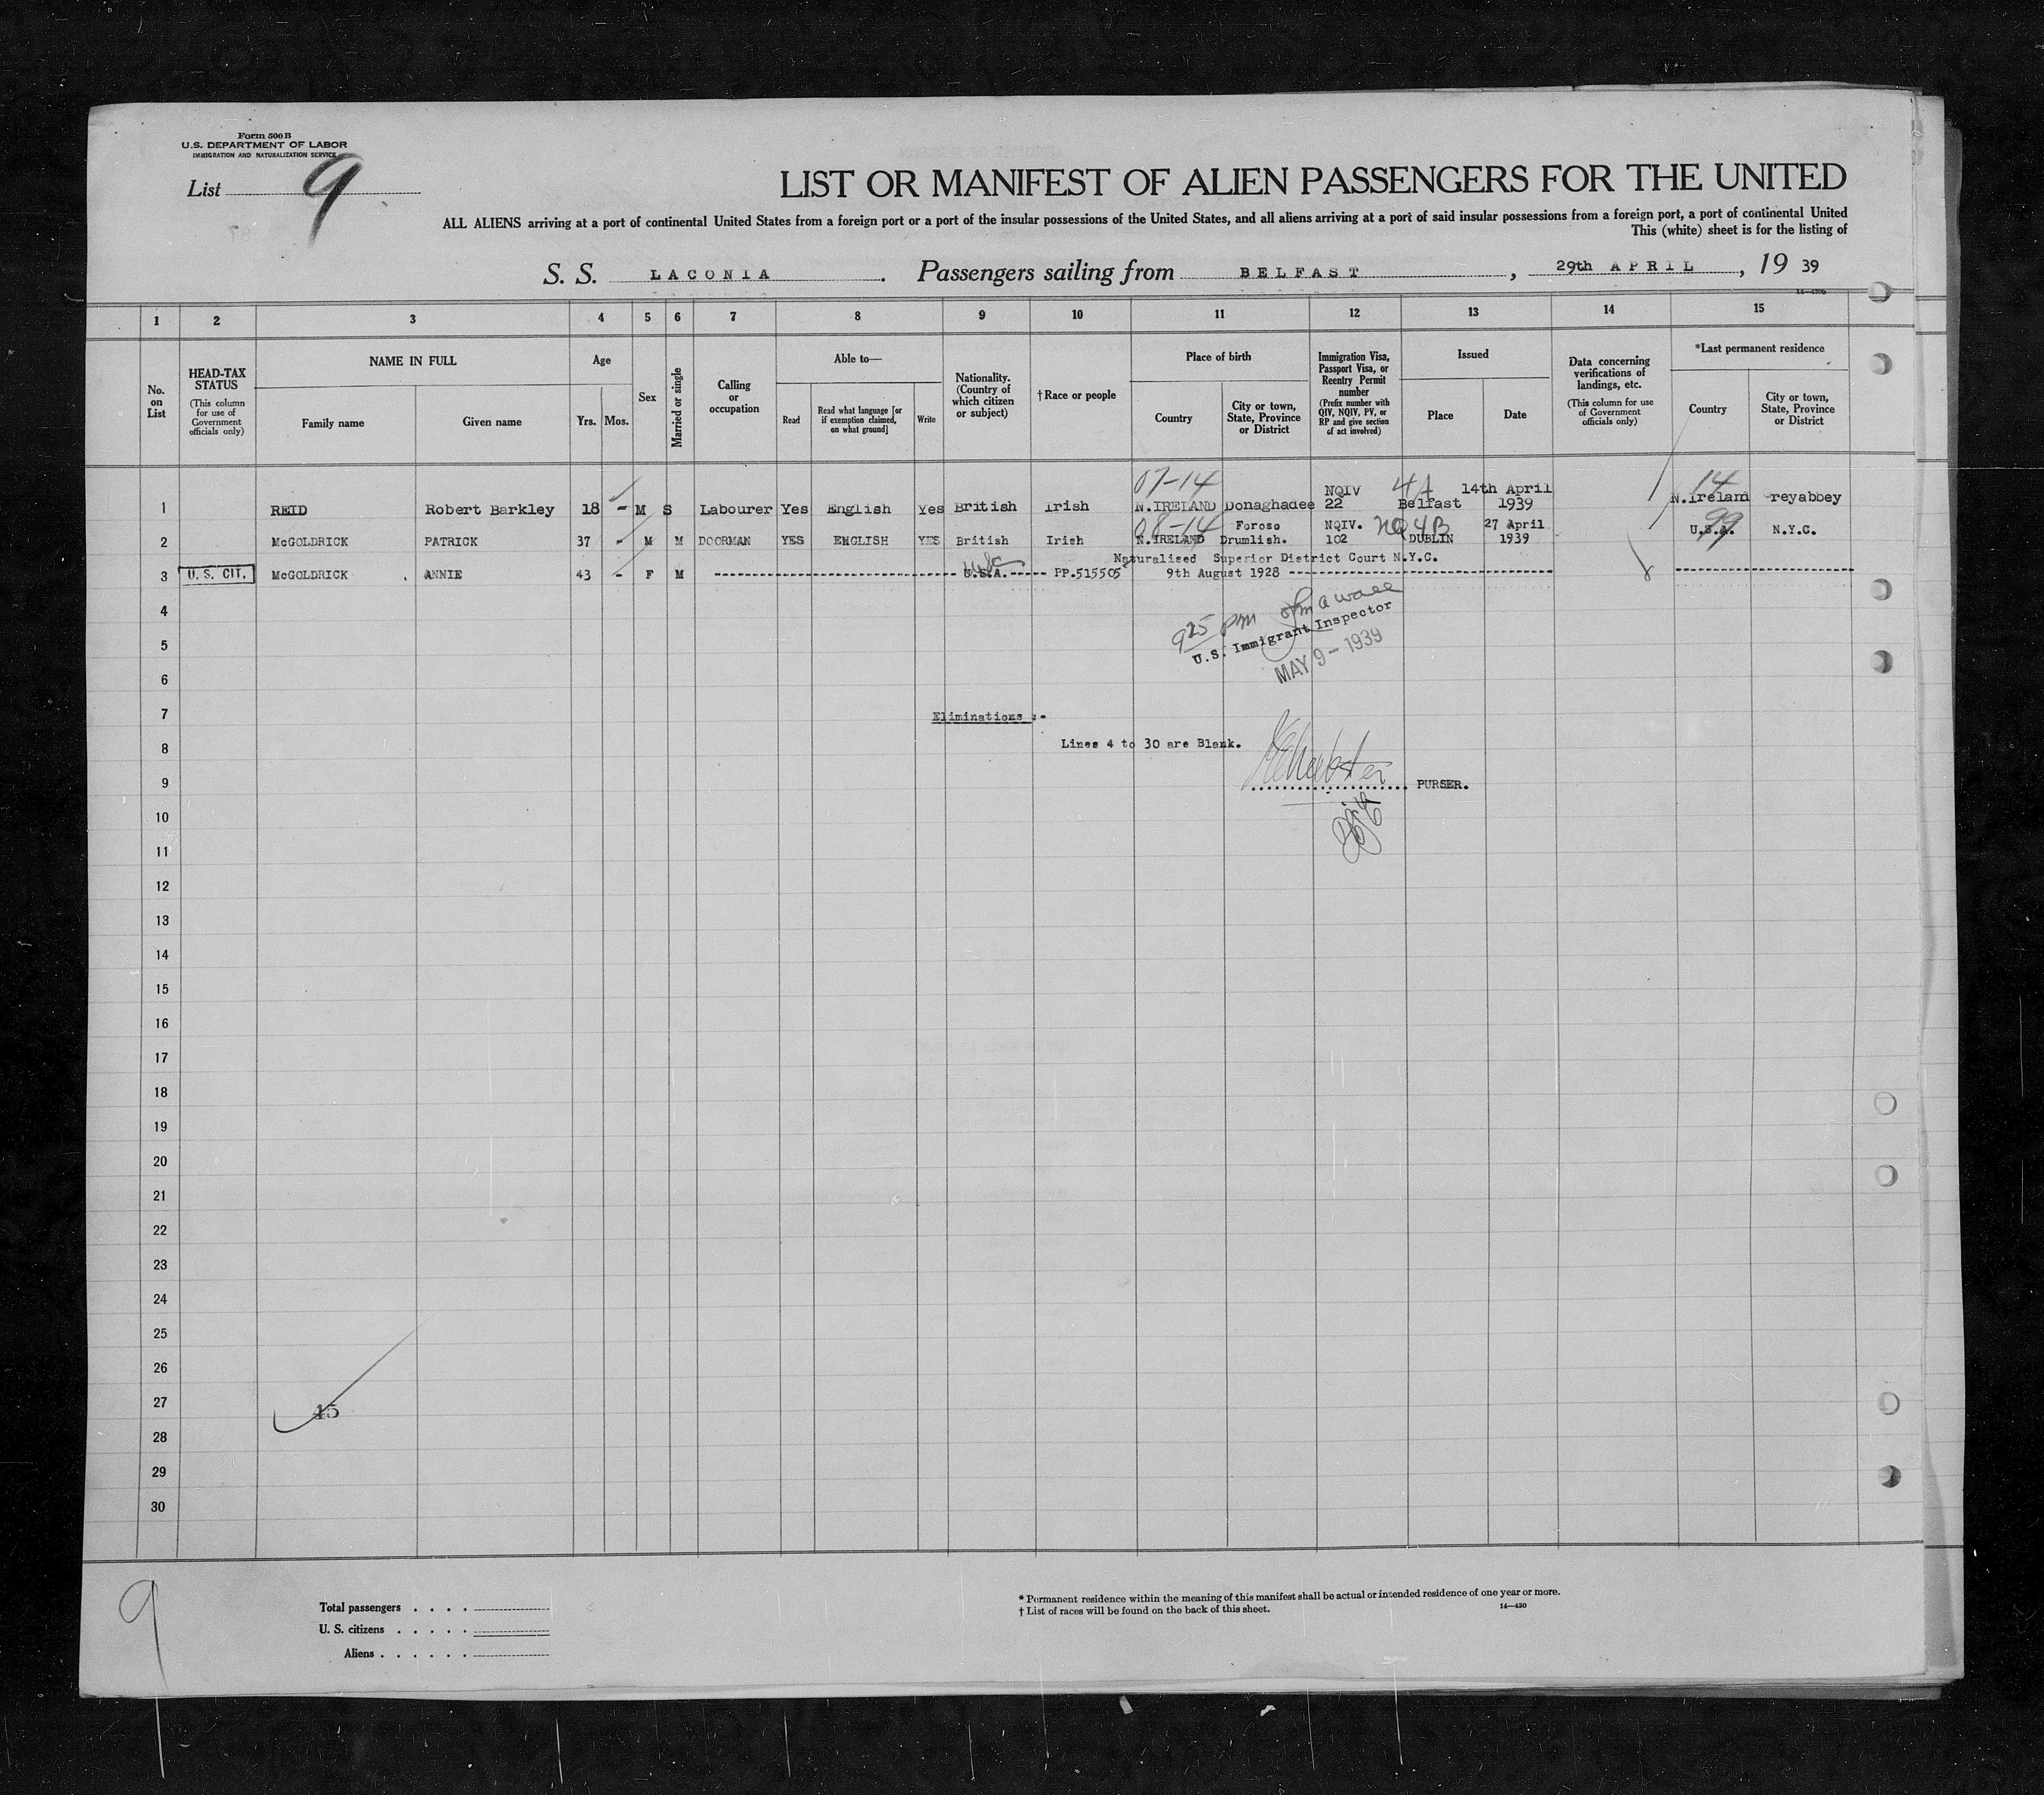 Form 500 B
U.S. DEPARTMENT OF LABOR
IMMIGRATION AND NATURALIZATION SERVICE
List 9
LIST OR MANIFEST OF ALIEN PASSENGERS FOR THE UNITED
ALL ALIENS arriving at a port of continental United States from a foreign port or a port of the insular possessions of the United States, and all aliens arriving at a port of said insular possessions from a foreign port, a port of continental United
This (white) sheet is for the listing of
S. S. LACONIA. Passengers sailing from BELFAST, 29th APRIL, 19 39
1 2 3 4 5 6 7 8 9 10 11 12 13 14 15
No. on List
HEAD-TAX STATUS (This column for use of Government officials only)
NAME IN FULL
Family name
Given name
Age
Yrs. Mos.
Sex
Married or single
Calling or occupation
Able to—
Read
Read what language [or if exemption claimed, on what ground]
Write
Nationality. (Country of which citizen or subject)
†Race or people
Place of birth
Country
City or town, State, Province or District
Immigration Visa, Passport Visa, or Reentry Permit number (Prefix number with QIV, NQIV, PV, or RP and give section of act involved)
Issued
Place
Date
Data concerning verifications of landings, etc. (This column for use of Government officials only)
*Last permanent residence
Country
City or town, State, Province or District
07-14 NQIV 4A 14th April 14
1 REID Robert Barkley 18 - M S Labourer Yes English Yes British Irish N.IRELAND Donaghadee 22 Belfast 1939 N.Ireland reyabbey
08-14 Foroso NQIV. NQ 4B 27 April 99
2 McGOLDRICK PATRICK 37 - M M DOORMAN YES ENGLISH YES British Irish N.IRELAND Drumlish. 102 DUBLIN 1939 U.S.A. N.Y.C.
Naturalised Superior District Court N.Y.C.
3 U. S. CIT. McGOLDRICK ANNIE 43 - F M U.S.A. PP.515505 9th August 1928
4
925 pm
5
U.S. Immigrant Inspector
MAY 9 - 1939
6
7
Eliminations :-
8
Lines 4 to 30 are Blank.
9
PURSER.
10
11
12
13
14
15
16
17
18
19
20
21
22
23
24
25
26
27
45
28
29
30
9
Total passengers
U. S. citizens
Aliens
* Permanent residence within the meaning of this manifest shall be actual or intended residence of one year or more.
† List of races will be found on the back of this sheet.
14—420